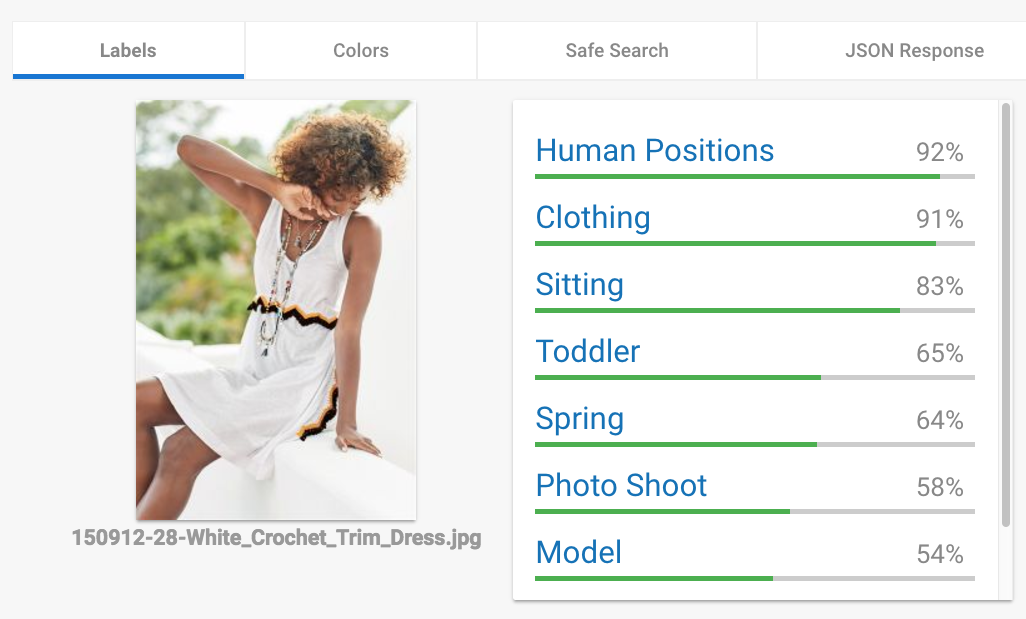 Labels
Colors
Safe Search
JSON Response
150912-28-White_Crochet_Trim_Dress.jpg
Human Positions 92%
Clothing 91%
Sitting 83%
Toddler 65%
Spring 64%
Photo Shoot 58%
Model 54%